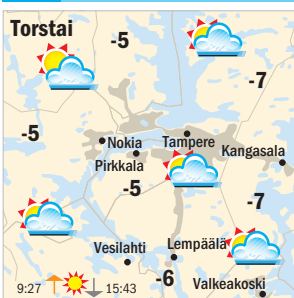 Torstai
-5
-7
-5
Nokia
Tampere
Kangasala
Pirkkala
-5
-7
Vesilahti
Lempäälä
-6
Valkeakoski
9:27 15:43